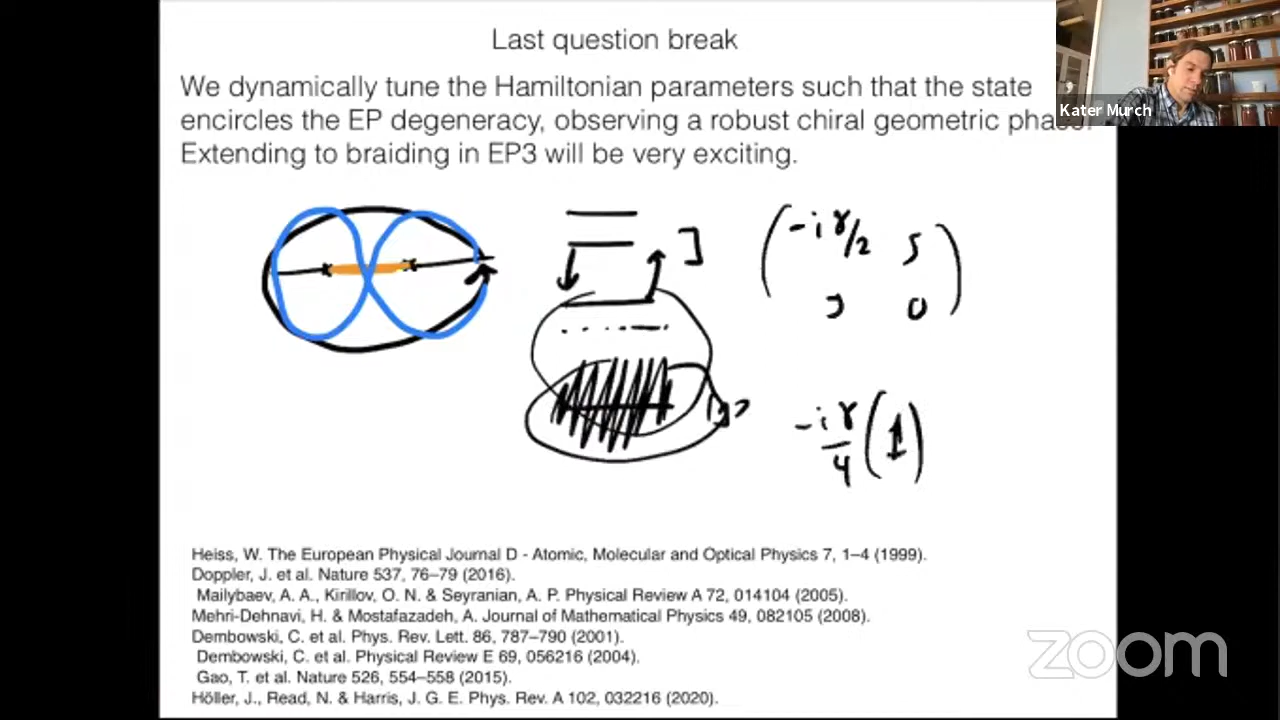 Last question break
We dynamically tune the Hamiltonian parameters such that the state
encircles the EP degeneracy, observing a robust chiral geometric phase.
Extending to braiding in EP3 will be very exciting.
Kater Murch
-iγ/2
0
-iγ
4
Heiss, W. The European Physical Journal D - Atomic, Molecular and Optical Physics 7, 1–4 (1999).
Doppler, J. et al. Nature 537, 76–79 (2016).
Mailybaev, A. A., Kirillov, O. N. & Seyranian, A. P. Physical Review A 72, 014104 (2005).
Mehri-Dehnavi, H. & Mostafazadeh, A. Journal of Mathematical Physics 49, 082105 (2008).
Dembowski, C. et al. Phys. Rev. Lett. 86, 787–790 (2001).
Dembowski, C. et al. Physical Review E 69, 056216 (2004).
Gao, T. et al. Nature 526, 554–558 (2015).
Höller, J., Read, N. & Harris, J. G. E. Phys. Rev. A 102, 032216 (2020).
zoom